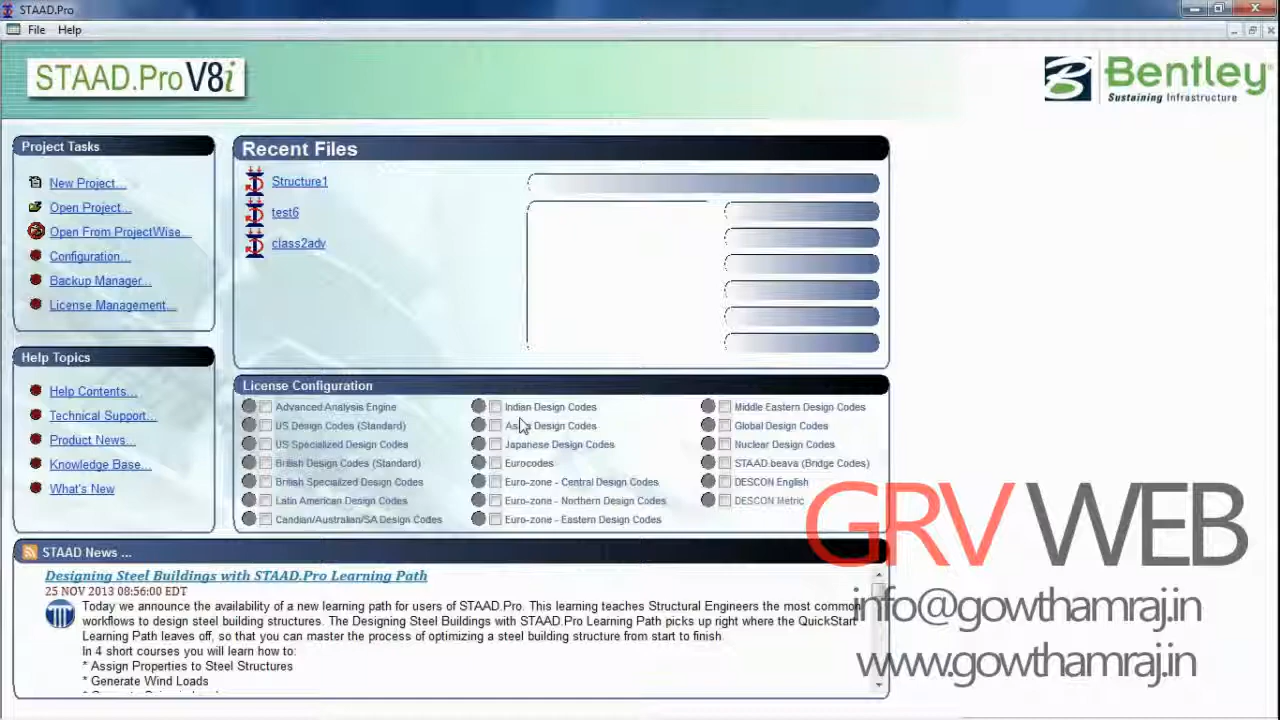 STAAD.Pro
File Help
STAAD.Pro V8i
Bentley
Sustaining Infrastructure
Project Tasks
New Project...
Open Project...
Open From ProjectWise...
Configuration...
Backup Manager...
License Management...
Recent Files
Structure1
test6
class2adv
Help Topics
Help Contents...
Technical Support...
Product News...
Knowledge Base...
What's New
License Configuration
Advanced Analysis Engine
US Design Codes (Standard)
US Specialized Design Codes
British Design Codes (Standard)
British Specialized Design Codes
Latin American Design Codes
Candian/Australian/SA Design Codes
Indian Design Codes
Asian Design Codes
Japanese Design Codes
Eurocodes
Euro-zone - Central Design Codes
Euro-zone - Northern Design Codes
Euro-zone - Eastern Design Codes
Middle Eastern Design Codes
Global Design Codes
Nuclear Design Codes
STAAD.beava (Bridge Codes)
DESCON English
DESCON Metric
STAAD News ...
Designing Steel Buildings with STAAD.Pro Learning Path
25 NOV 2013 08:56:00 EDT
Today we announce the availability of a new learning path for users of STAAD.Pro. This learning teaches Structural Engineers the most common
workflows to design steel building structures. The Designing Steel Buildings with STAAD.Pro Learning Path picks up right where the QuickStart
Learning Path leaves off, so that you can master the process of optimizing a steel building structure from start to finish.
In 4 short courses you will learn how to:
* Assign Properties to Steel Structures
* Generate Wind Loads
GRV WEB
info@gowthamraj.in
www.gowthamraj.in